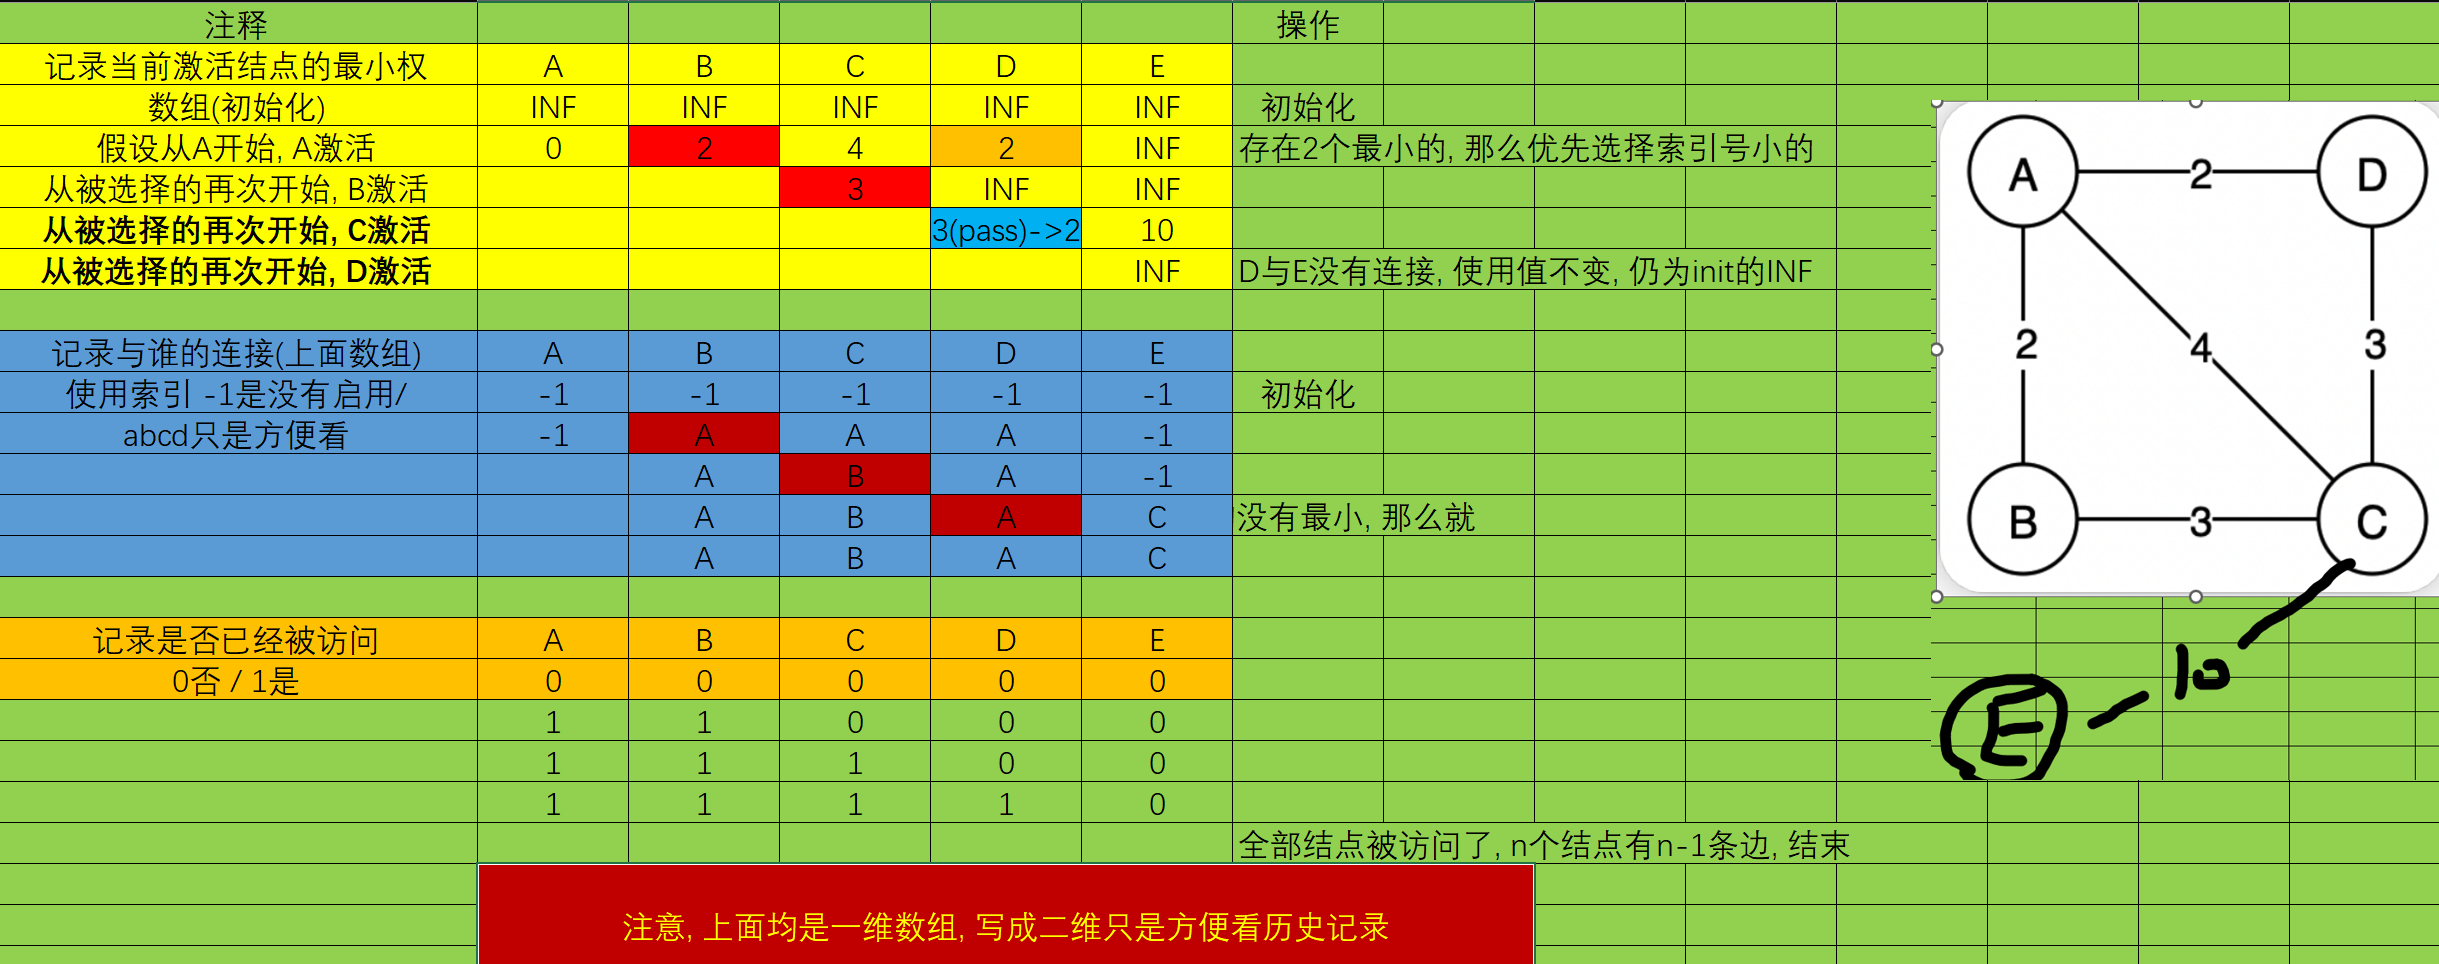 注释 操作
记录当前激活结点的最小权 A B C D E
数组(初始化) INF INF INF INF INF 初始化
假设从A开始, A激活 0 2 4 2 INF 存在2个最小的, 那么优先选择索引号小的
从被选择的再次开始, B激活 3 INF INF
从被选择的再次开始, C激活 3(pass)->2 10
从被选择的再次开始, D激活 INF D与E没有连接, 使用值不变, 仍为init的INF
记录与谁的连接(上面数组) A B C D E
使用索引 -1是没有启用/ -1 -1 -1 -1 -1 初始化
abcd只是方便看 -1 A A A -1
A B A -1
A B A C 没有最小, 那么就
A B A C
记录是否已经被访问 A B C D E
0否 / 1是 0 0 0 0 0
1 1 0 0 0
1 1 1 0 0
1 1 1 1 0
全部结点被访问了, n个结点有n-1条边, 结束
注意, 上面均是一维数组, 写成二维只是方便看历史记录
A 2 D
2 4 3
B 3 C
10
E